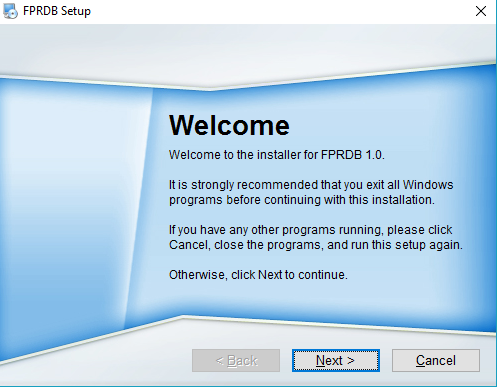 FPRDB Setup
Welcome
Welcome to the installer for FPRDB 1.0.
It is strongly recommended that you exit all Windows
programs before continuing with this installation.
If you have any other programs running, please click
Cancel, close the programs, and run this setup again.
Otherwise, click Next to continue.
< Back
Next >
Cancel